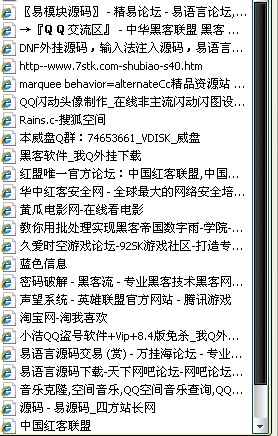 〖易模块源码〗 - 精易论坛 - 易语言论坛,...
→『Q Q 交流区』 - 中华黑客联盟 黑客 ...
DNF外挂源码，输入法注入源码，易语言...
http--www.7stk.com-shubiao-s40.htm
marquee behavior=alternateCc精品资源站 ...
QQ闪动头像制作_在线非主流闪动闪图设...
Rains.c-搜狐空间
本威盘Q群：74653661_VDISK_威盘
黑客软件_我Q外挂下载
红盟唯一官方论坛：中国红客联盟,中国...
华中红客安全网 - 全球最大的网络安全培...
黄瓜电影网-在线看电影
教你用批处理实现黑客帝国数字雨-学院-...
久爱时空游戏论坛-92SK游戏社区-打造专...
蓝色信息
密码破解 - 黑客流 - 专业黑客技术黑客网...
声望系统 - 英雄联盟官方网站 - 腾讯游戏
淘宝网-淘我喜欢
小浩QQ盗号软件+Vip+8.4版免杀_我Q外...
易语言源码交易 (赏) - 万挂海论坛 - 专业...
易语言源码下载-天下网吧论坛-网吧论坛...
音乐克隆,空间音乐,QQ空间音乐查询,QQ...
源码 - 易源码_四方站长网
中国红客联盟